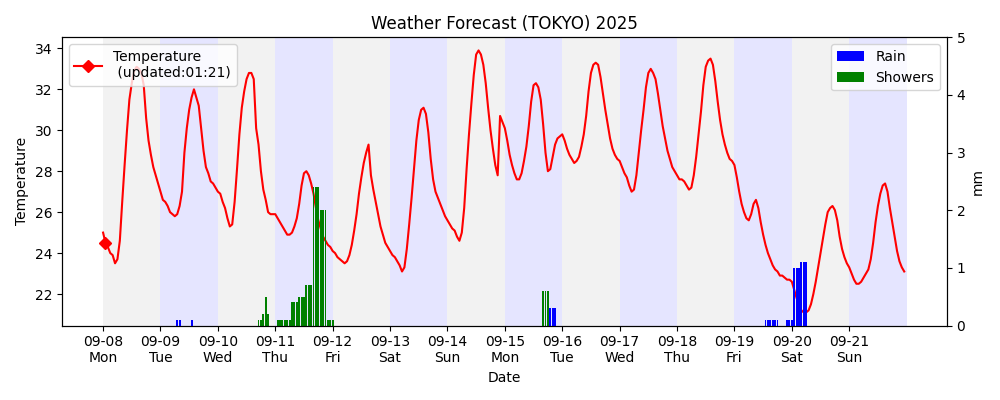 Weather Forecast (TOKYO) 2025
Temperature
(updated:01:21)
Rain
Showers
Temperature
34
32
30
28
26
24
22
5
4
3
2
1
0
mm
09-08 09-09 09-10 09-11 09-12 09-13 09-14 09-15 09-16 09-17 09-18 09-19 09-20 09-21
Mon Tue Wed Thu Fri Sat Sun Mon Tue Wed Thu Fri Sat Sun
Date